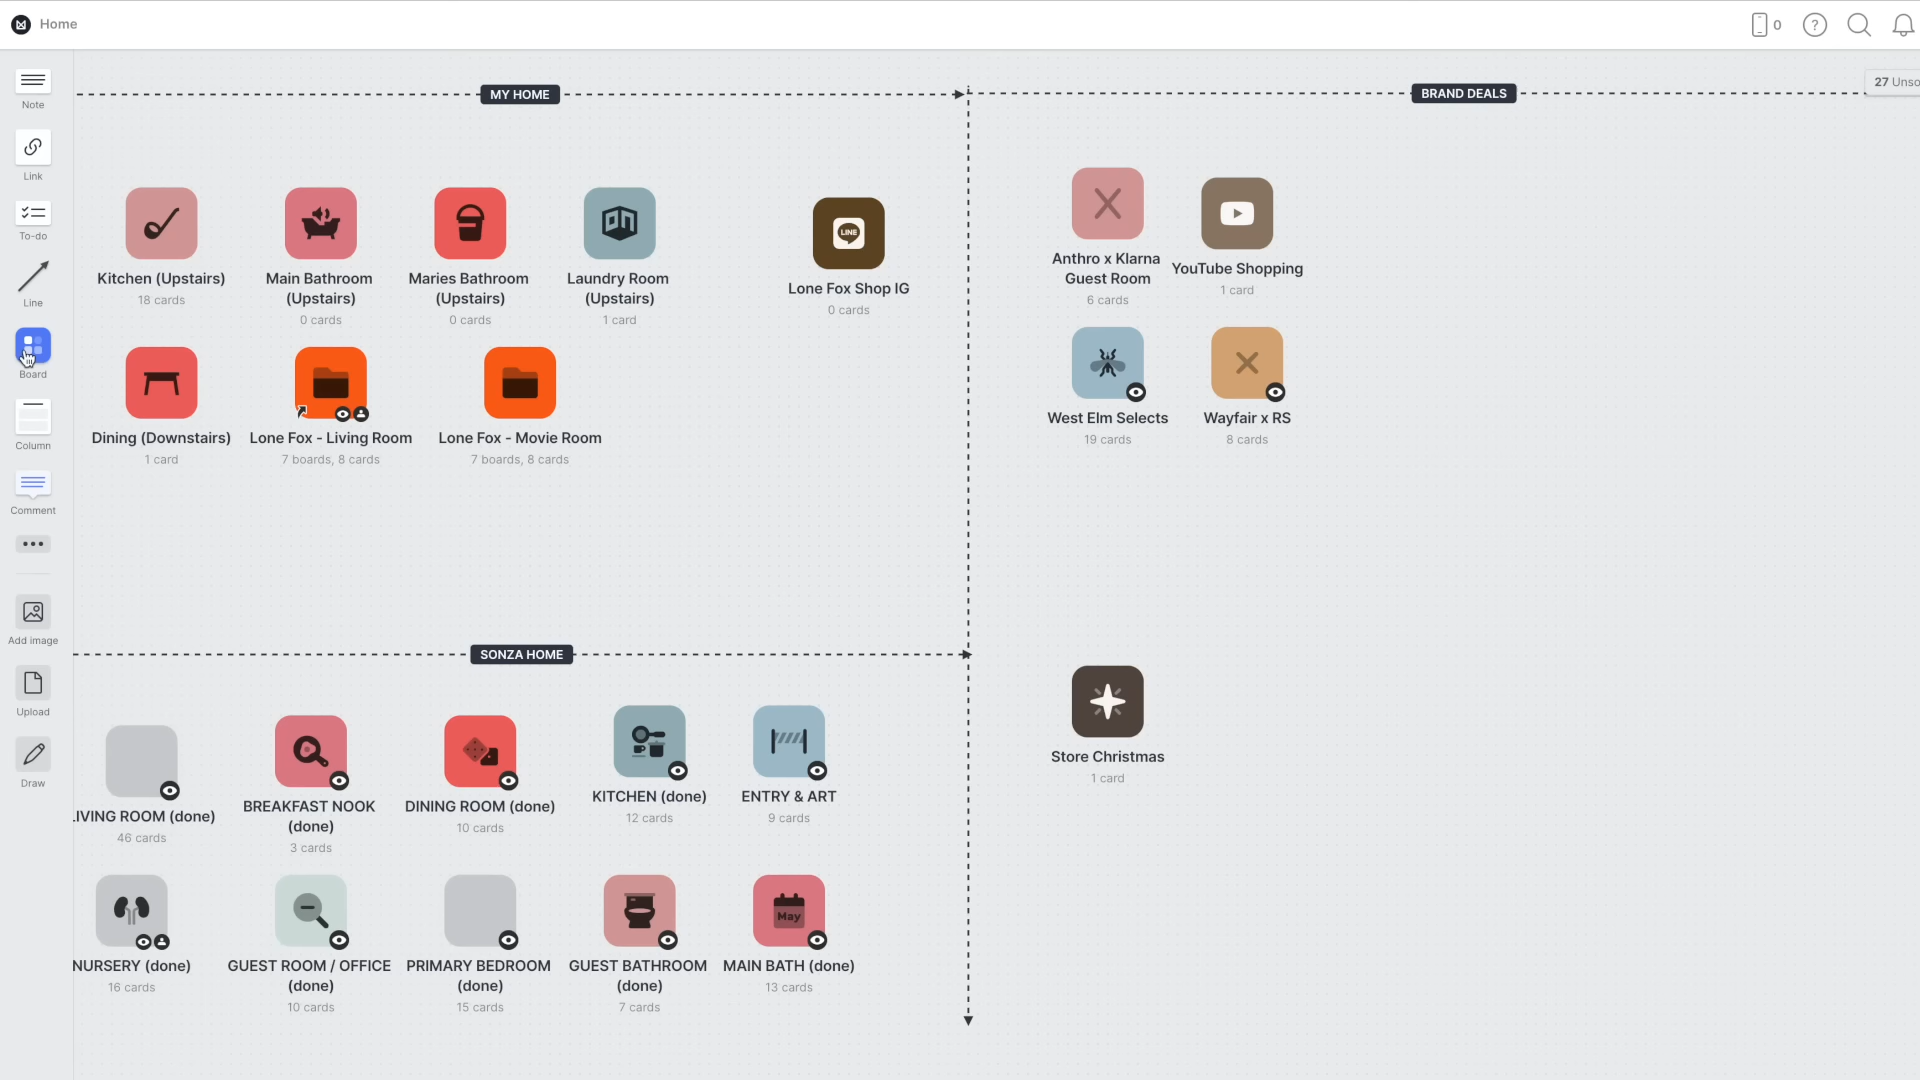 Home
0
?
27 Unso
Note
Link
To-do
Line
Board
Column
Comment
Add image
Upload
Draw
MY HOME
BRAND DEALS
Kitchen (Upstairs)
18 cards
Main Bathroom
(Upstairs)
0 cards
Maries Bathroom
(Upstairs)
0 cards
Laundry Room
(Upstairs)
1 card
LINE
Lone Fox Shop IG
0 cards
Anthro x Klarna
Guest Room
6 cards
YouTube Shopping
1 card
Dining (Downstairs)
1 card
Lone Fox - Living Room
7 boards, 8 cards
Lone Fox - Movie Room
7 boards, 8 cards
West Elm Selects
19 cards
Wayfair x RS
8 cards
SONZA HOME
IVING ROOM (done)
46 cards
BREAKFAST NOOK
(done)
3 cards
DINING ROOM (done)
10 cards
KITCHEN (done)
12 cards
ENTRY & ART
9 cards
Store Christmas
1 card
NURSERY (done)
16 cards
GUEST ROOM / OFFICE
(done)
10 cards
PRIMARY BEDROOM
(done)
15 cards
GUEST BATHROOM
(done)
7 cards
May
MAIN BATH (done)
13 cards